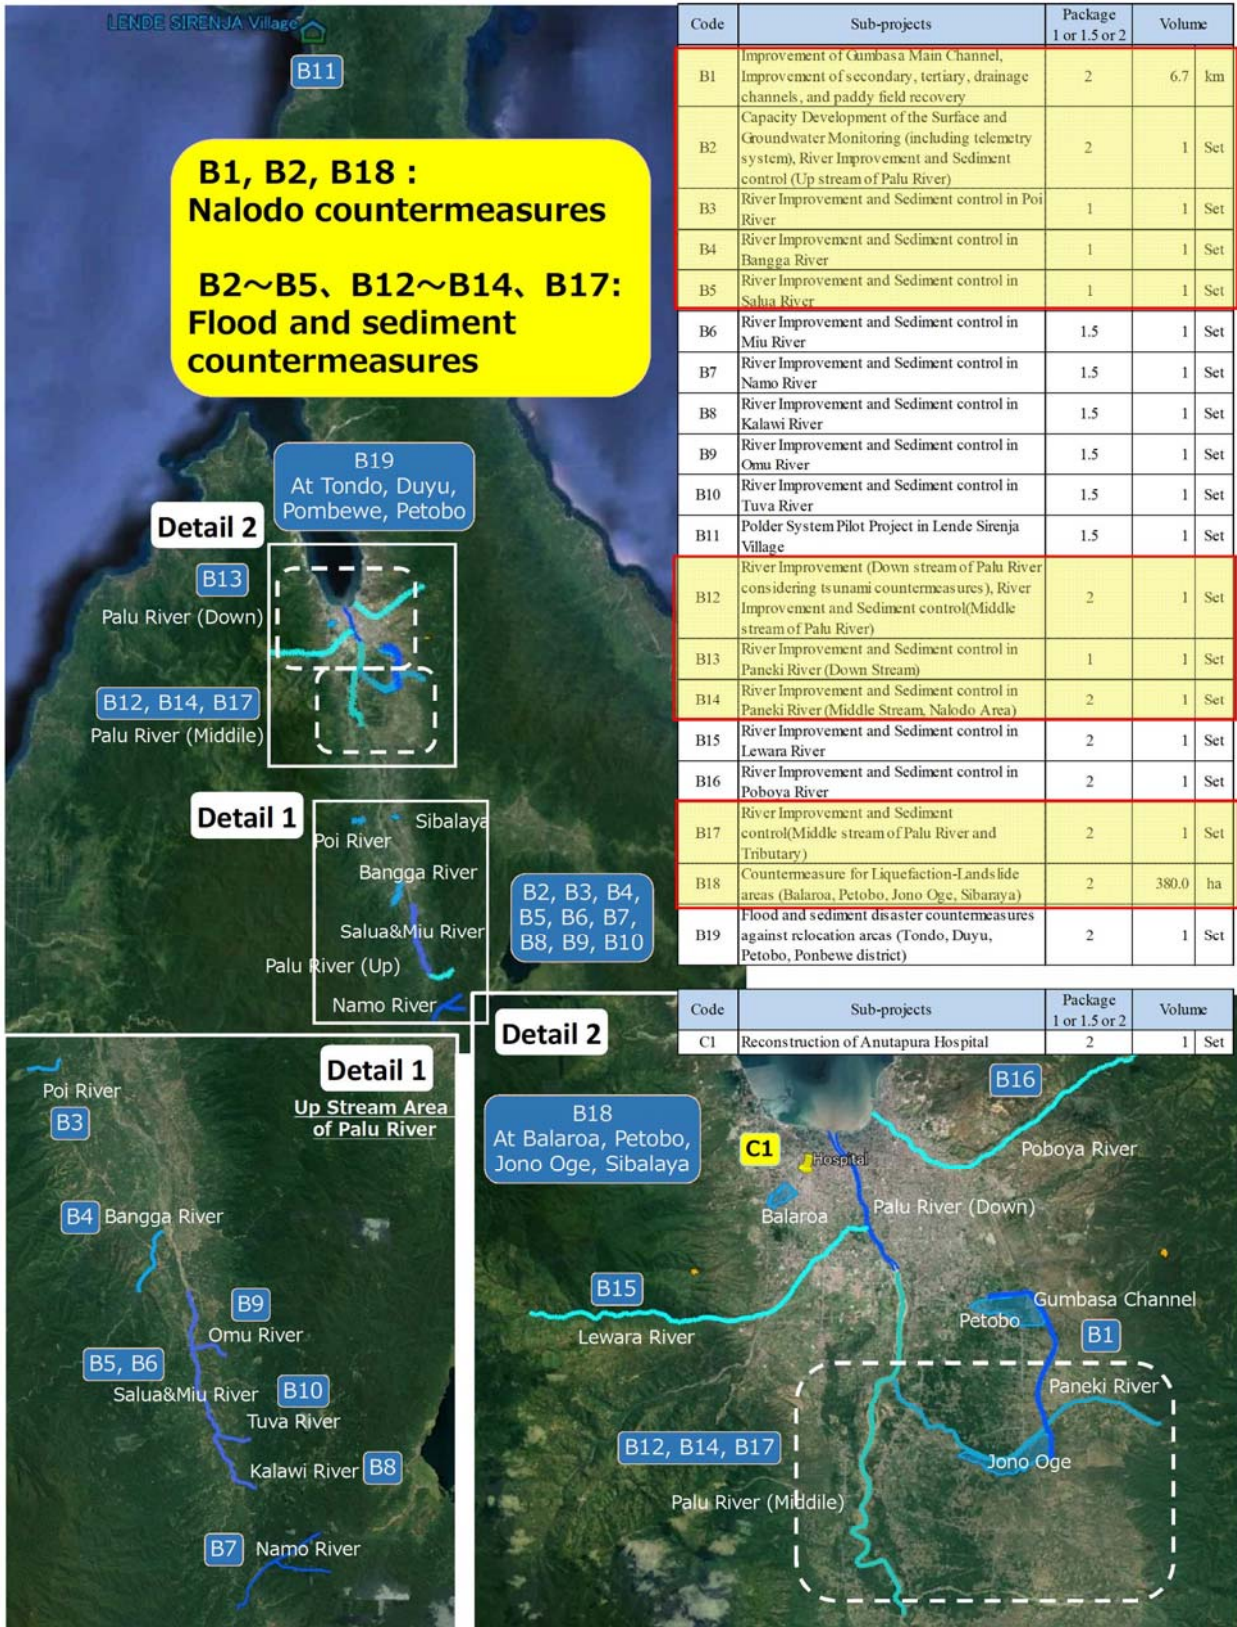 LENDE SIRENJA Village
B11
B1, B2, B18 :
Nalodo countermeasures
B2～B5、B12～B14、B17:
Flood and sediment
countermeasures
B19
At Tondo, Duyu,
Pombewe, Petobo
Detail 2
B13
Palu River (Down)
B12, B14, B17
Palu River (Middile)
Detail 1
Sibalaya
Poi River
Bangga River
B2, B3, B4,
B5, B6, B7,
B8, B9, B10
Salua&Miu River
Palu River (Up)
Namo River
Code Sub-projects Package Volume
1 or 1.5 or 2
B1 Improvement of Gumbasa Main Channel,
Improvement of secondary, tertiary, drainage
channels, and paddy field recovery
2 6.7 km
B2 Capacity Development of the Surface and
Groundwater Monitoring (including telemetry
system), River Improvement and Sediment
control (Up stream of Palu River)
2 1 Set
B3 River Improvement and Sediment control in Poi
River
1 1 Set
B4 River Improvement and Sediment control in
Bangga River
1 1 Set
B5 River Improvement and Sediment control in
Salua River
1 1 Set
B6 River Improvement and Sediment control in
Miu River
1.5 1 Set
B7 River Improvement and Sediment control in
Namo River
1.5 1 Set
B8 River Improvement and Sediment control in
Kalawi River
1.5 1 Set
B9 River Improvement and Sediment control in
Omu River
1.5 1 Set
B10 River Improvement and Sediment control in
Tuva River
1.5 1 Set
B11 Polder System Pilot Project in Lende Sirenja
Village
1.5 1 Set
B12 River Improvement (Down stream of Palu River
considering tsunami countermeasures), River
Improvement and Sediment control(Middle
stream of Palu River)
2 1 Set
B13 River Improvement and Sediment control in
Paneki River (Down Stream)
1 1 Set
B14 River Improvement and Sediment control in
Paneki River (Middle Stream, Nalodo Area)
2 1 Set
B15 River Improvement and Sediment control in
Lewara River
2 1 Set
B16 River Improvement and Sediment control in
Poboya River
2 1 Set
B17 River Improvement and Sediment
control(Middle stream of Palu River and
Tributary)
2 1 Set
B18 Countermeasure for Liquefaction-Landslide
areas (Balaroa, Petobo, Jono Oge, Sibaraya)
2 380.0 ha
B19 Flood and sediment disaster countermeasures
against relocation areas (Tondo, Duyu,
Petobo, Ponbewe district)
2 1 Set
Code Sub-projects Package Volume
1 or 1.5 or 2
C1 Reconstruction of Anutapura Hospital 2 1 Set
Detail 1
Up Stream Area
of Palu River
Poi River
B3
B4 Bangga River
B9
Omu River
B5, B6
Salua&Miu River
B10
Tuva River
Kalawi River B8
B7 Namo River
Detail 2
B18
At Balaroa, Petobo,
Jono Oge, Sibalaya
B16
Poboya River
C1
Hospital
Balaroa
Palu River (Down)
B15
Lewara River
Gumbasa Channel
Petobo
B1
Paneki River
B12, B14, B17
Jono Oge
Palu River (Middile)